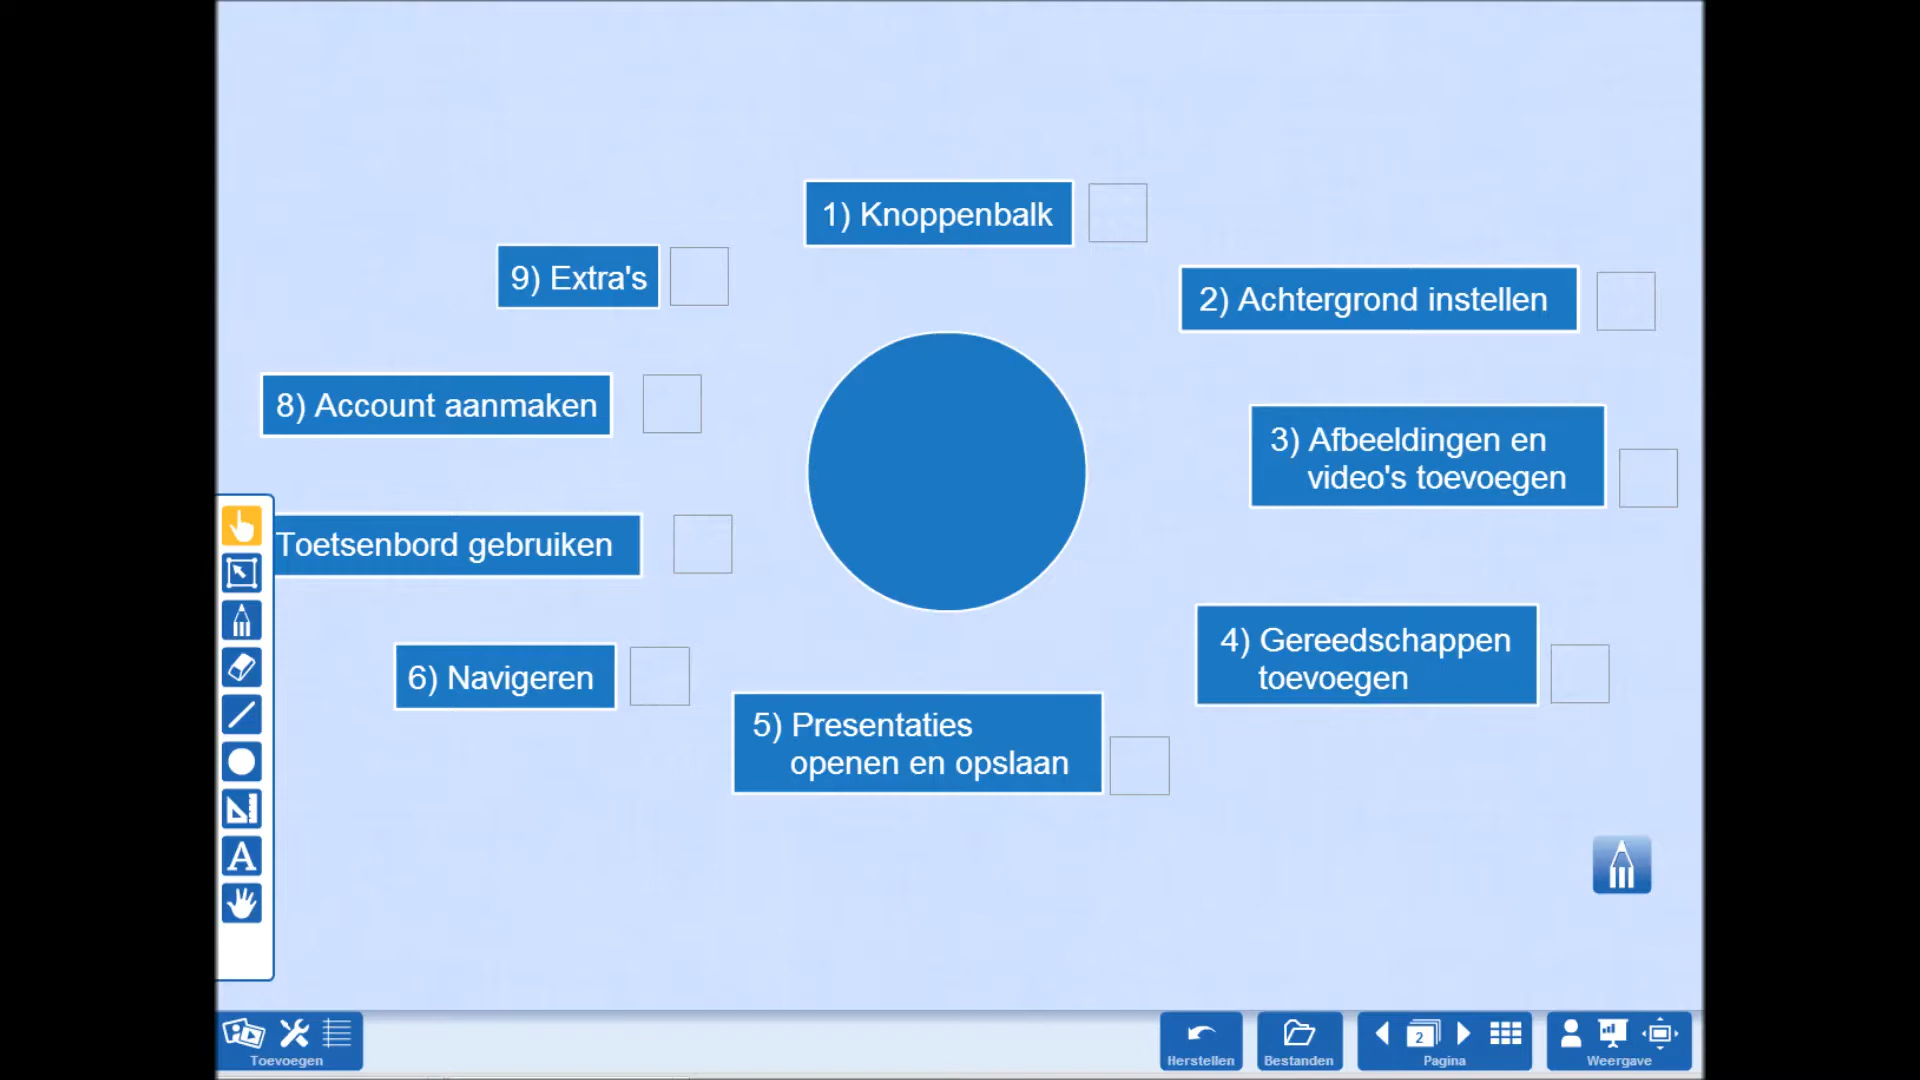 1) Knoppenbalk
9) Extra's
2) Achtergrond instellen
8) Account aanmaken
3) Afbeeldingen en
video's toevoegen
Toetsenbord gebruiken
4) Gereedschappen
toevoegen
6) Navigeren
5) Presentaties
openen en opslaan
A
2
Toevoegen
Herstellen
Bestanden
Pagina
Weergave